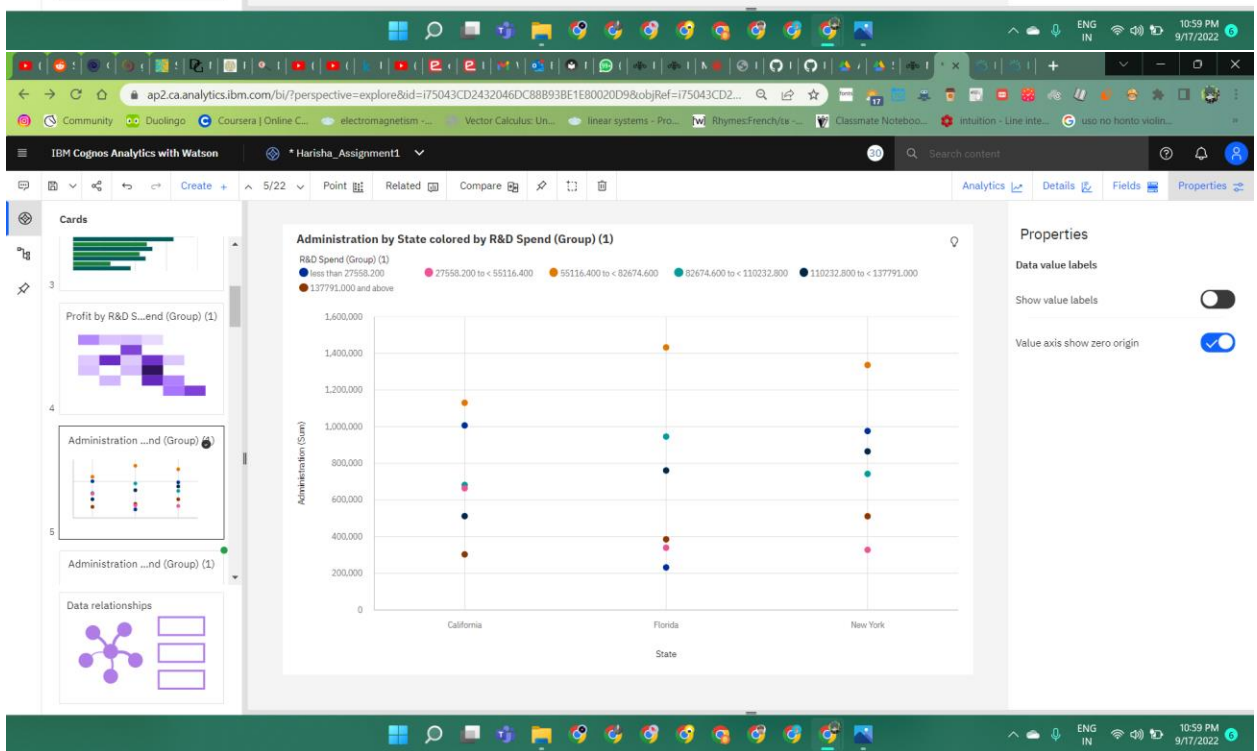 ENG
IN
10:59 PM
9/17/2022
6
ap2.ca.analytics.ibm.com/bi/?perspective=explore&id=i75043CD2432046DC88B93BE1E80020D9&objRef=i75043CD2...
17
Community Duolingo Coursera | Online C... electromagnetism -... Vector Calculus: Un... linear systems - Pro... Rhymes:French/ɛɐ -... Classmate Noteboo... intuition - Line inte... uso no honto violin...
IBM Cognos Analytics with Watson * Harisha_Assignment1 30 Search content
Create + 5/22 Point Related Compare Analytics Details Fields Properties
Cards
3
Profit by R&D S...end (Group) (1)
4
Administration ...nd (Group) (1)
5
Administration ...nd (Group) (1)
Data relationships
Administration by State colored by R&D Spend (Group) (1)
R&D Spend (Group) (1)
less than 27558.200 27558.200 to < 55116.400 55116.400 to < 82674.600 82674.600 to < 110232.800 110232.800 to < 137791.000
137791.000 and above
Administration (Sum)
1,600,000
1,400,000
1,200,000
1,000,000
800,000
600,000
400,000
200,000
0
California Florida New York
State
Properties
Data value labels
Show value labels
Value axis show zero origin
ENG
IN
10:59 PM
9/17/2022
6